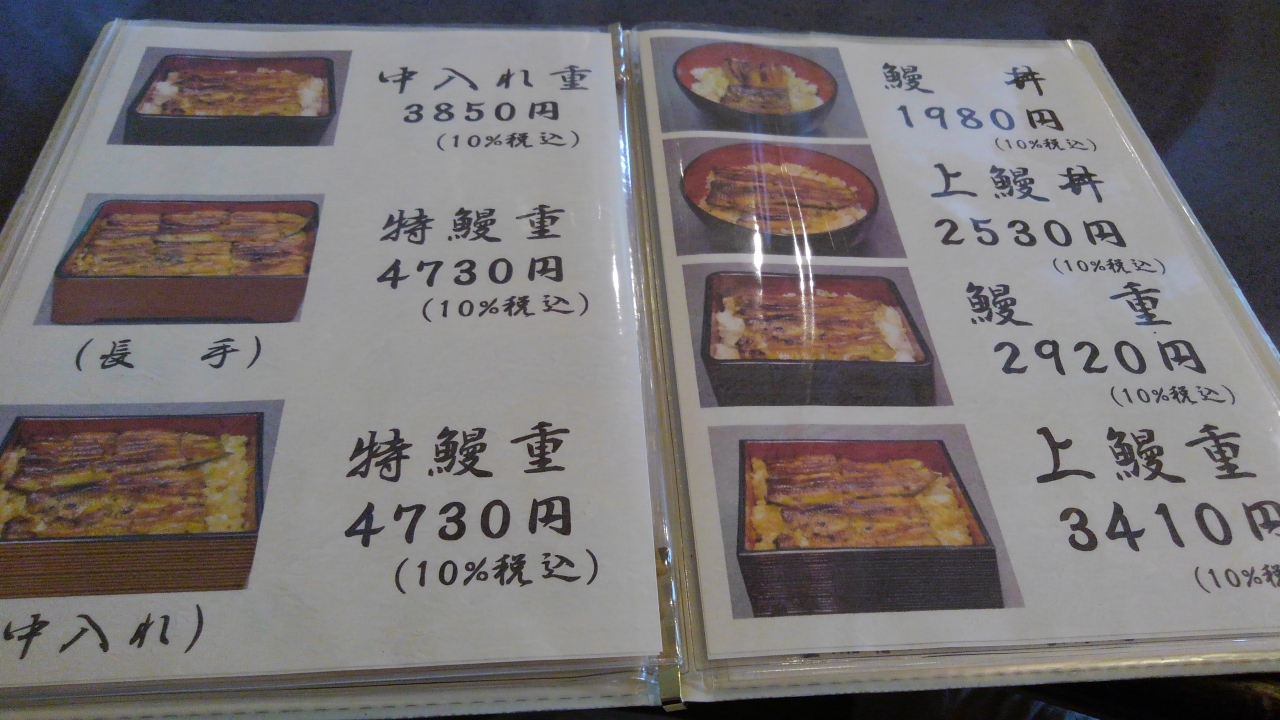 中入れ重
3850円
(10%税込)
特鰻重
4730円
(10%税込)
(長 手)
特鰻重
4730円
(10%税込)
中入れ)
鰻 丼
1980円
(10%税込)
上鰻丼
2530円
(10%税込)
鰻 重
2920円
(10%税込)
上鰻重
3410円
(10%税